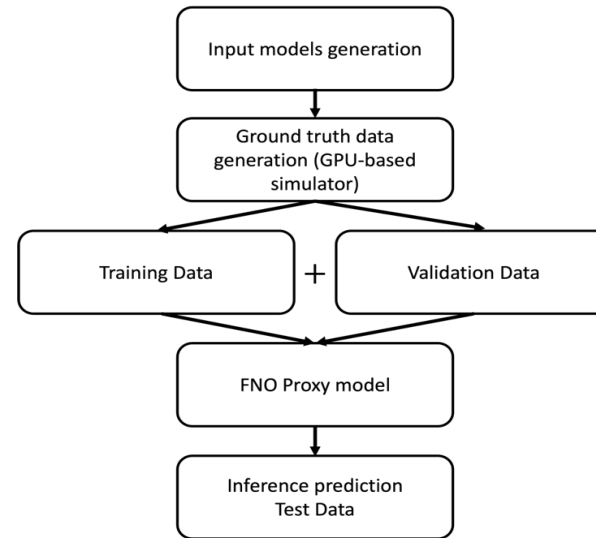 Input models generation
Ground truth data
generation (GPU-based
simulator)
Training Data
+
Validation Data
FNO Proxy model
Inference prediction
Test Data